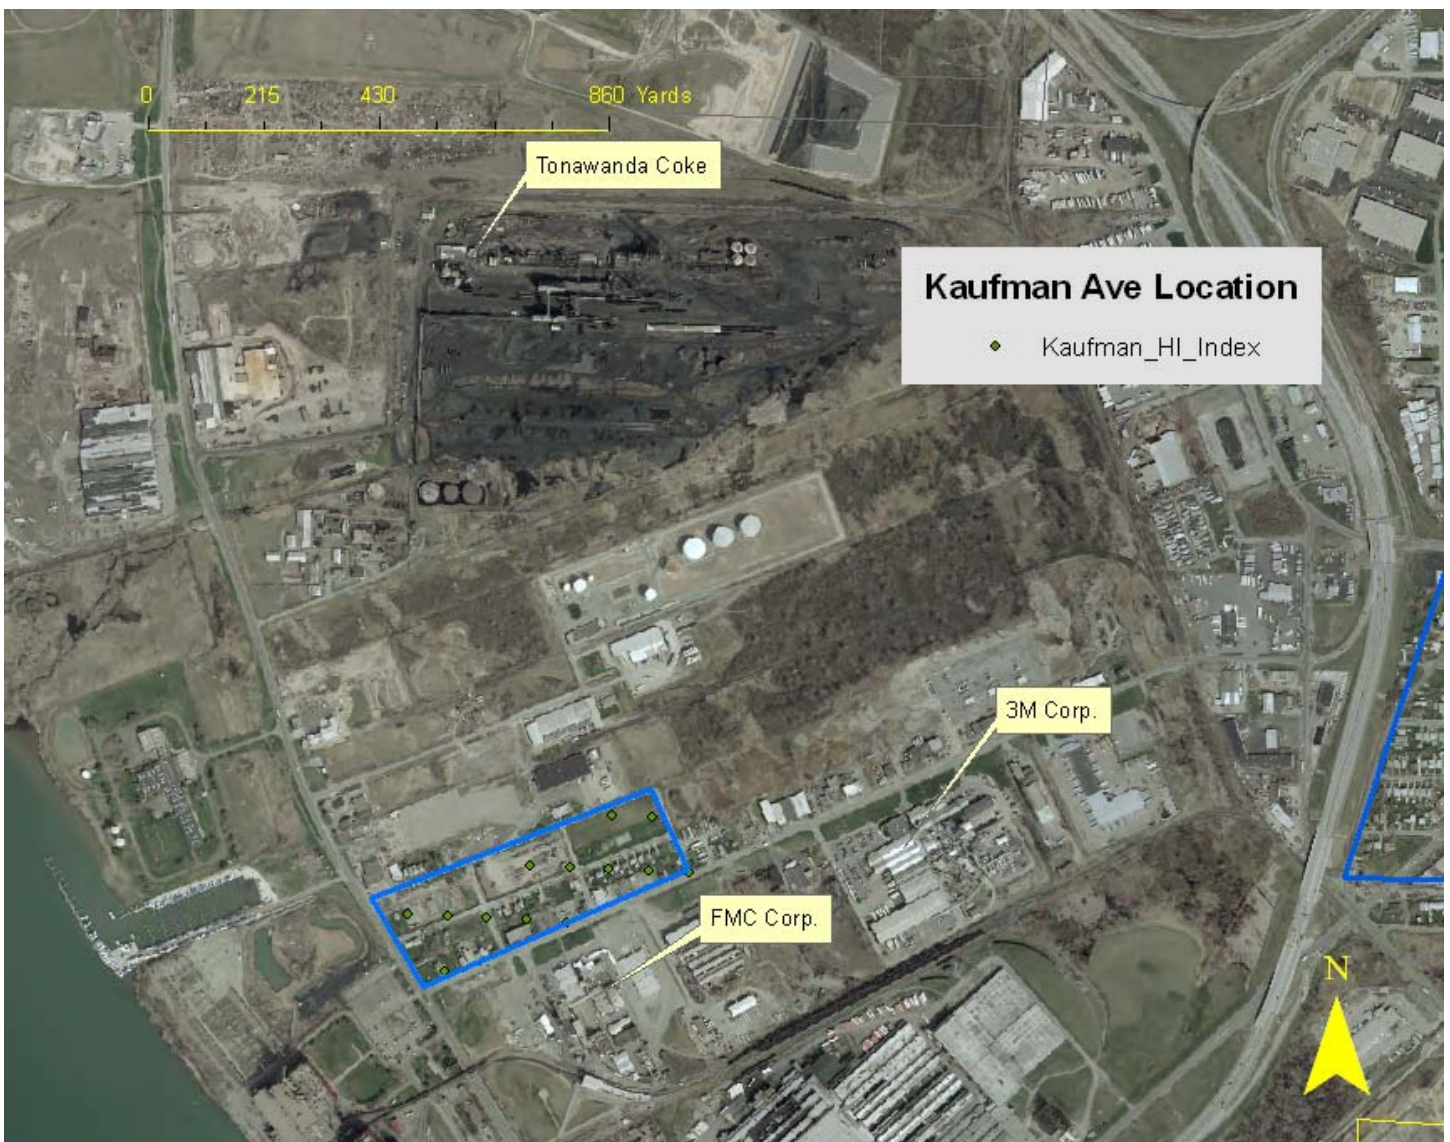 0 215 430 860 Yards
Tonawanda Coke
Kaufman Ave Location
Kaufman_HI_Index
3M Corp.
FMC Corp.
N